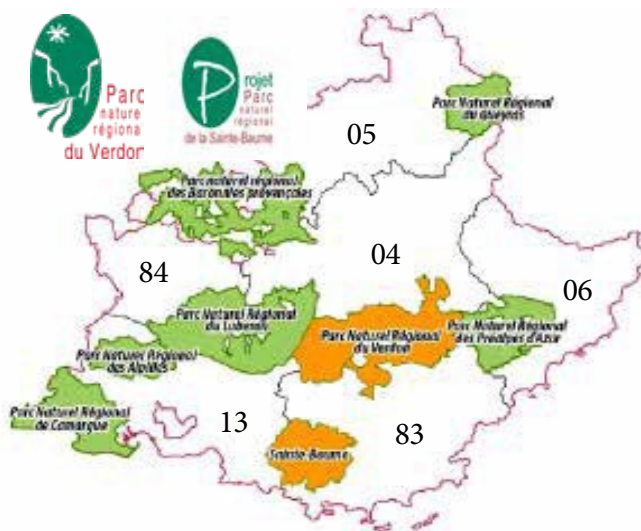 Parc
naturel
régional
du Verdon
Projet
Parc
naturel
régional
de la Sainte-Baume
Parc Naturel Régional
du Queyras
05
Parc naturel régional
des Baronnies provençales
04
84
06
Parc Naturel Régional
du Luberon
Parc Naturel Régional
du Verdon
Parc Naturel Régional
des Préalpes d'Azur
Parc Naturel Régional
des Alpilles
Parc Naturel Régional
de Camargue
13
83
Sainte-Baume